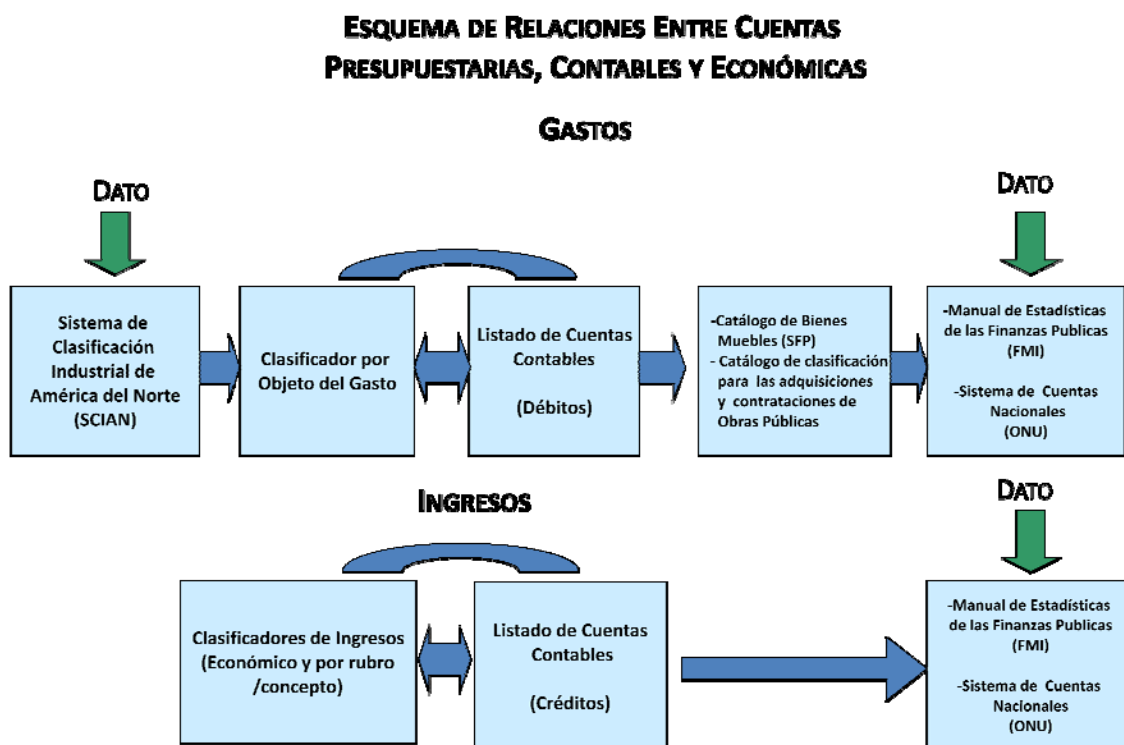 ESQUEMA DE RELACIONES ENTRE CUENTAS
PRESUPUESTARIAS, CONTABLES Y ECONÓMICAS
GASTOS
DATO
DATO
Sistema de
Clasificación
Industrial de
América del Norte
(SCIAN)
Clasificador por
Objeto del Gasto
Listado de Cuentas
Contables
(Débitos)
-Catálogo de Bienes
Muebles (SFP)
- Catálogo de clasificación
para las adquisiciones
y contrataciones de
Obras Públicas
-Manual de Estadísticas
de las Finanzas Publicas
(FMI)
-Sistema de Cuentas
Nacionales
(ONU)
INGRESOS
DATO
Clasificadores de Ingresos
(Económico y por rubro
/concepto)
Listado de Cuentas
Contables
(Créditos)
-Manual de Estadísticas
de las Finanzas Publicas
(FMI)
-Sistema de Cuentas
Nacionales
(ONU)